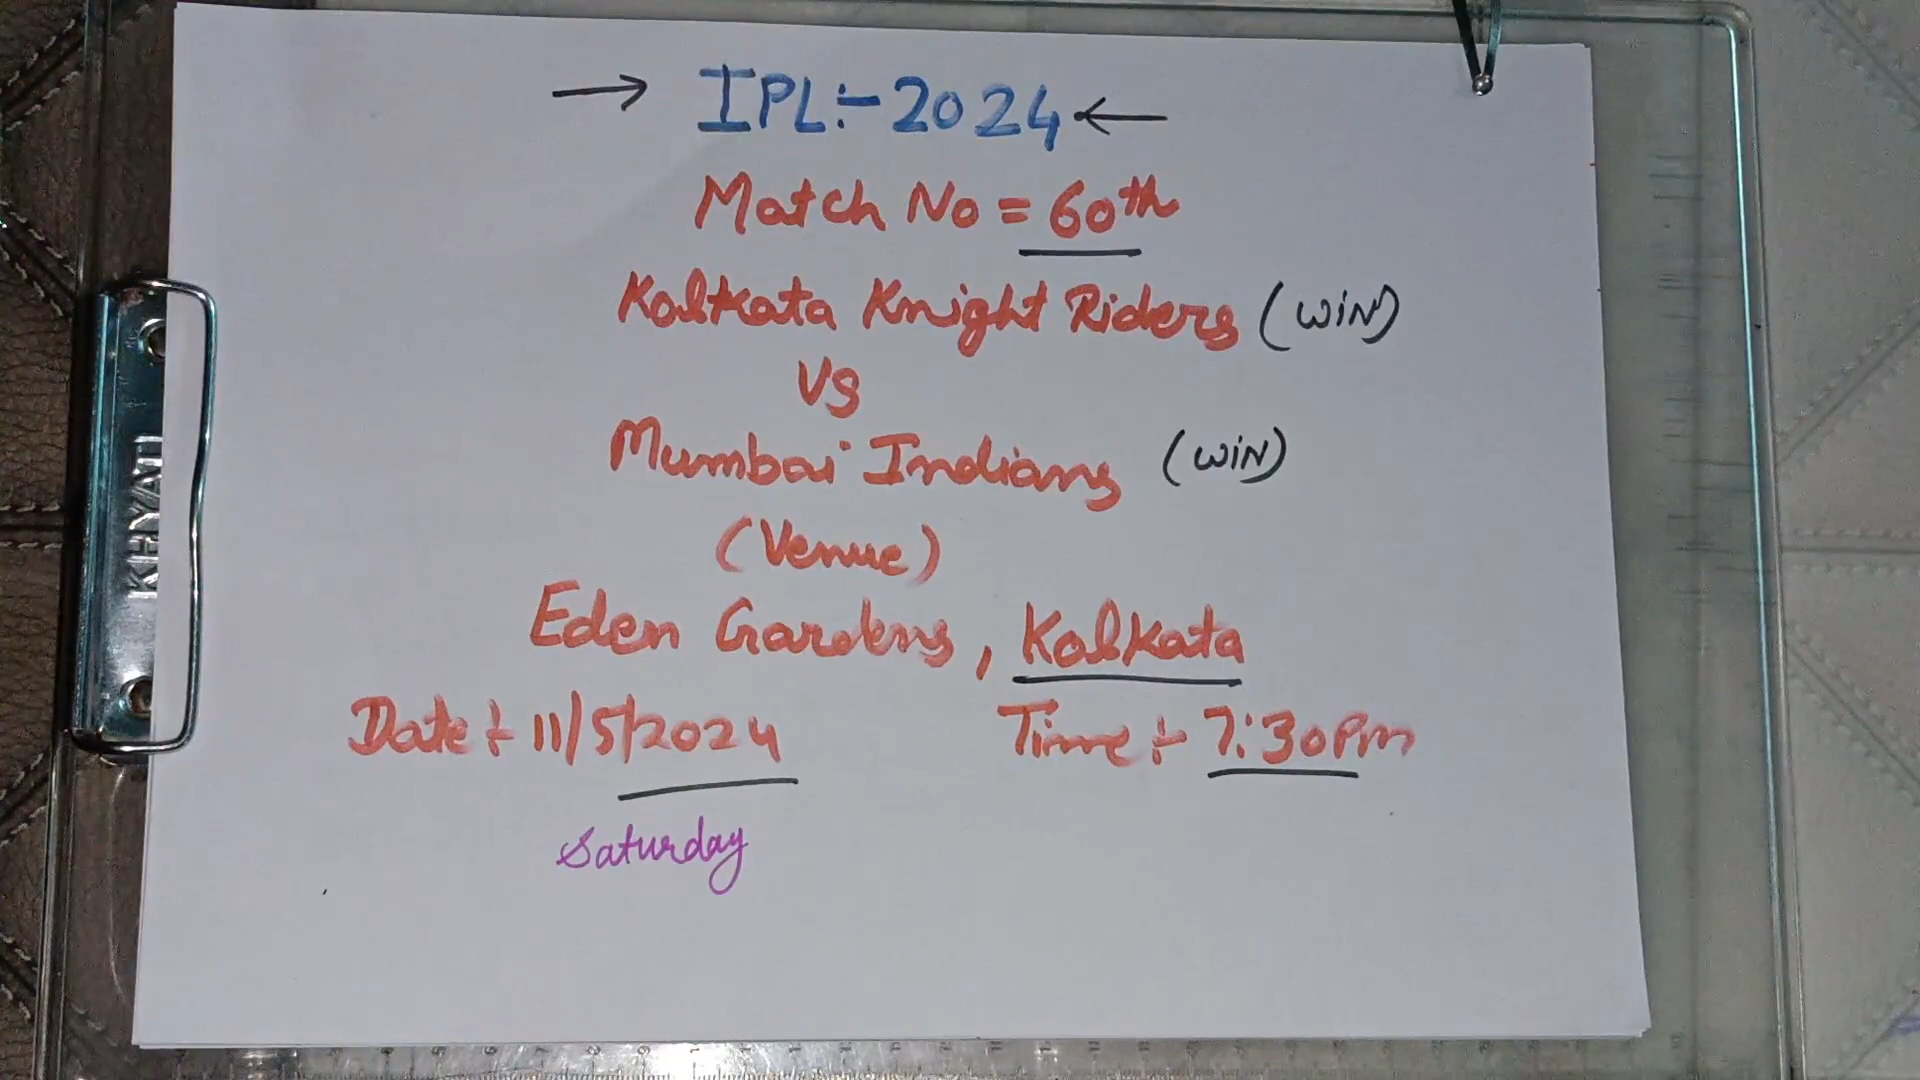 → IPL:-2024 ←
Match No = 60th
Kolkata Knight Riders (WIN)
VS
Mumbai Indians (WIN)
(Venue)
Eden Gardens, Kolkata
Date :- 11/5/2024 Time :- 7:30Pm
Saturday
KEYATI